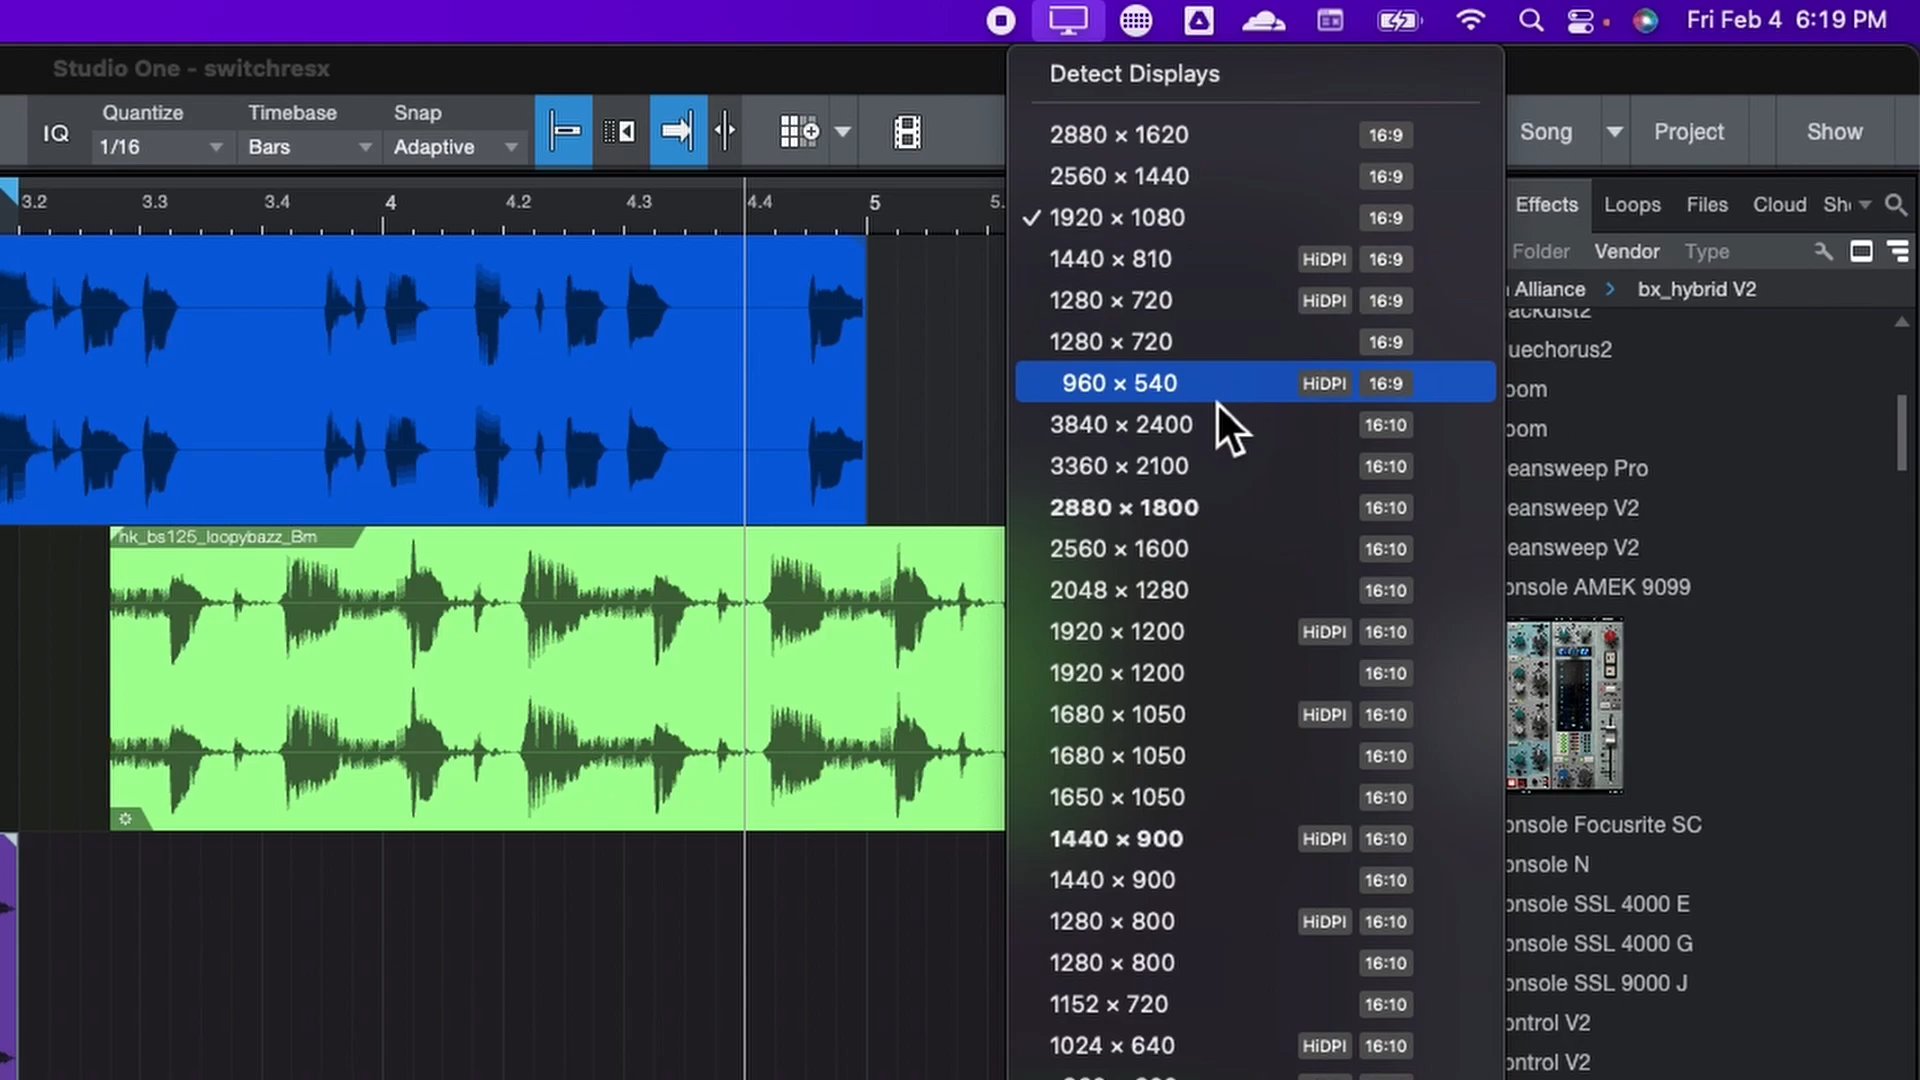 Fri Feb 4 6:19 PM
Studio One - switchresx
IQ
Quantize
1/16
Timebase
Bars
Snap
Adaptive
Song
Project
Show
3.2 3.3 3.4 4 4.2 4.3 4.4 5 5.
nk_bs125_loopybazz_Bm
Detect Displays
2880 × 1620 16:9
2560 × 1440 16:9
✓ 1920 × 1080 16:9
1440 × 810 HiDPI 16:9
1280 × 720 HiDPI 16:9
1280 × 720 16:9
960 × 540 HiDPI 16:9
3840 × 2400 16:10
3360 × 2100 16:10
2880 × 1800 16:10
2560 × 1600 16:10
2048 × 1280 16:10
1920 × 1200 HiDPI 16:10
1920 × 1200 16:10
1680 × 1050 HiDPI 16:10
1680 × 1050 16:10
1650 × 1050 16:10
1440 × 900 HiDPI 16:10
1440 × 900 16:10
1280 × 800 HiDPI 16:10
1280 × 800 16:10
1152 × 720 16:10
1024 × 640 HiDPI 16:10
Effects Loops Files Cloud Sh
Folder Vendor Type
Alliance > bx_hybrid V2
ackdist2
uechorus2
oom
oom
eansweep Pro
eansweep V2
eansweep V2
onsole AMEK 9099
onsole Focusrite SC
onsole N
onsole SSL 4000 E
onsole SSL 4000 G
onsole SSL 9000 J
ontrol V2
ontrol V2